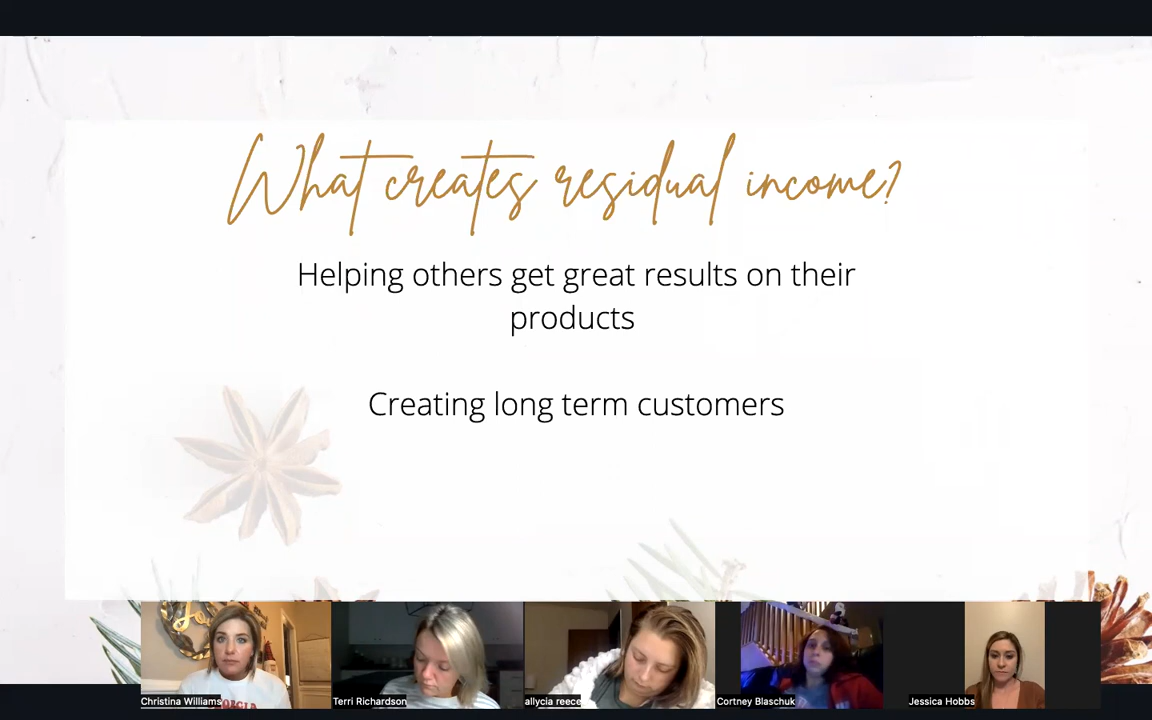 What creates residual income?
Helping others get great results on their
products
Creating long term customers
Christina Williams
Terri Richardson
allycia reece
Cortney Blaschuk
Jessica Hobbs